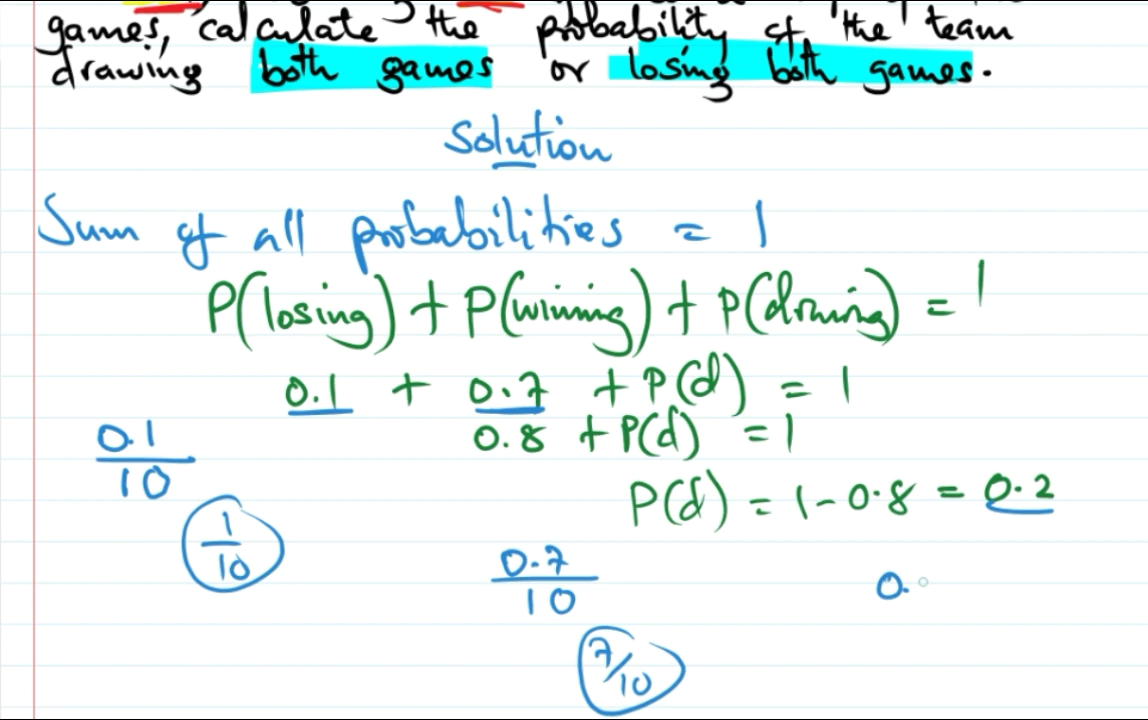 games, calculate the probability of the team
drawing both games or losing both games.
Solution
Sum of all probabilities = 1
P(losing) + P(wining) + P(drawing) = 1
0.1 + 0.7 + P(d) = 1
0.8 + P(d) = 1
P(d) = 1 - 0.8 = 0.2
0.1
10
1
10
0.7
10
7/10
0.